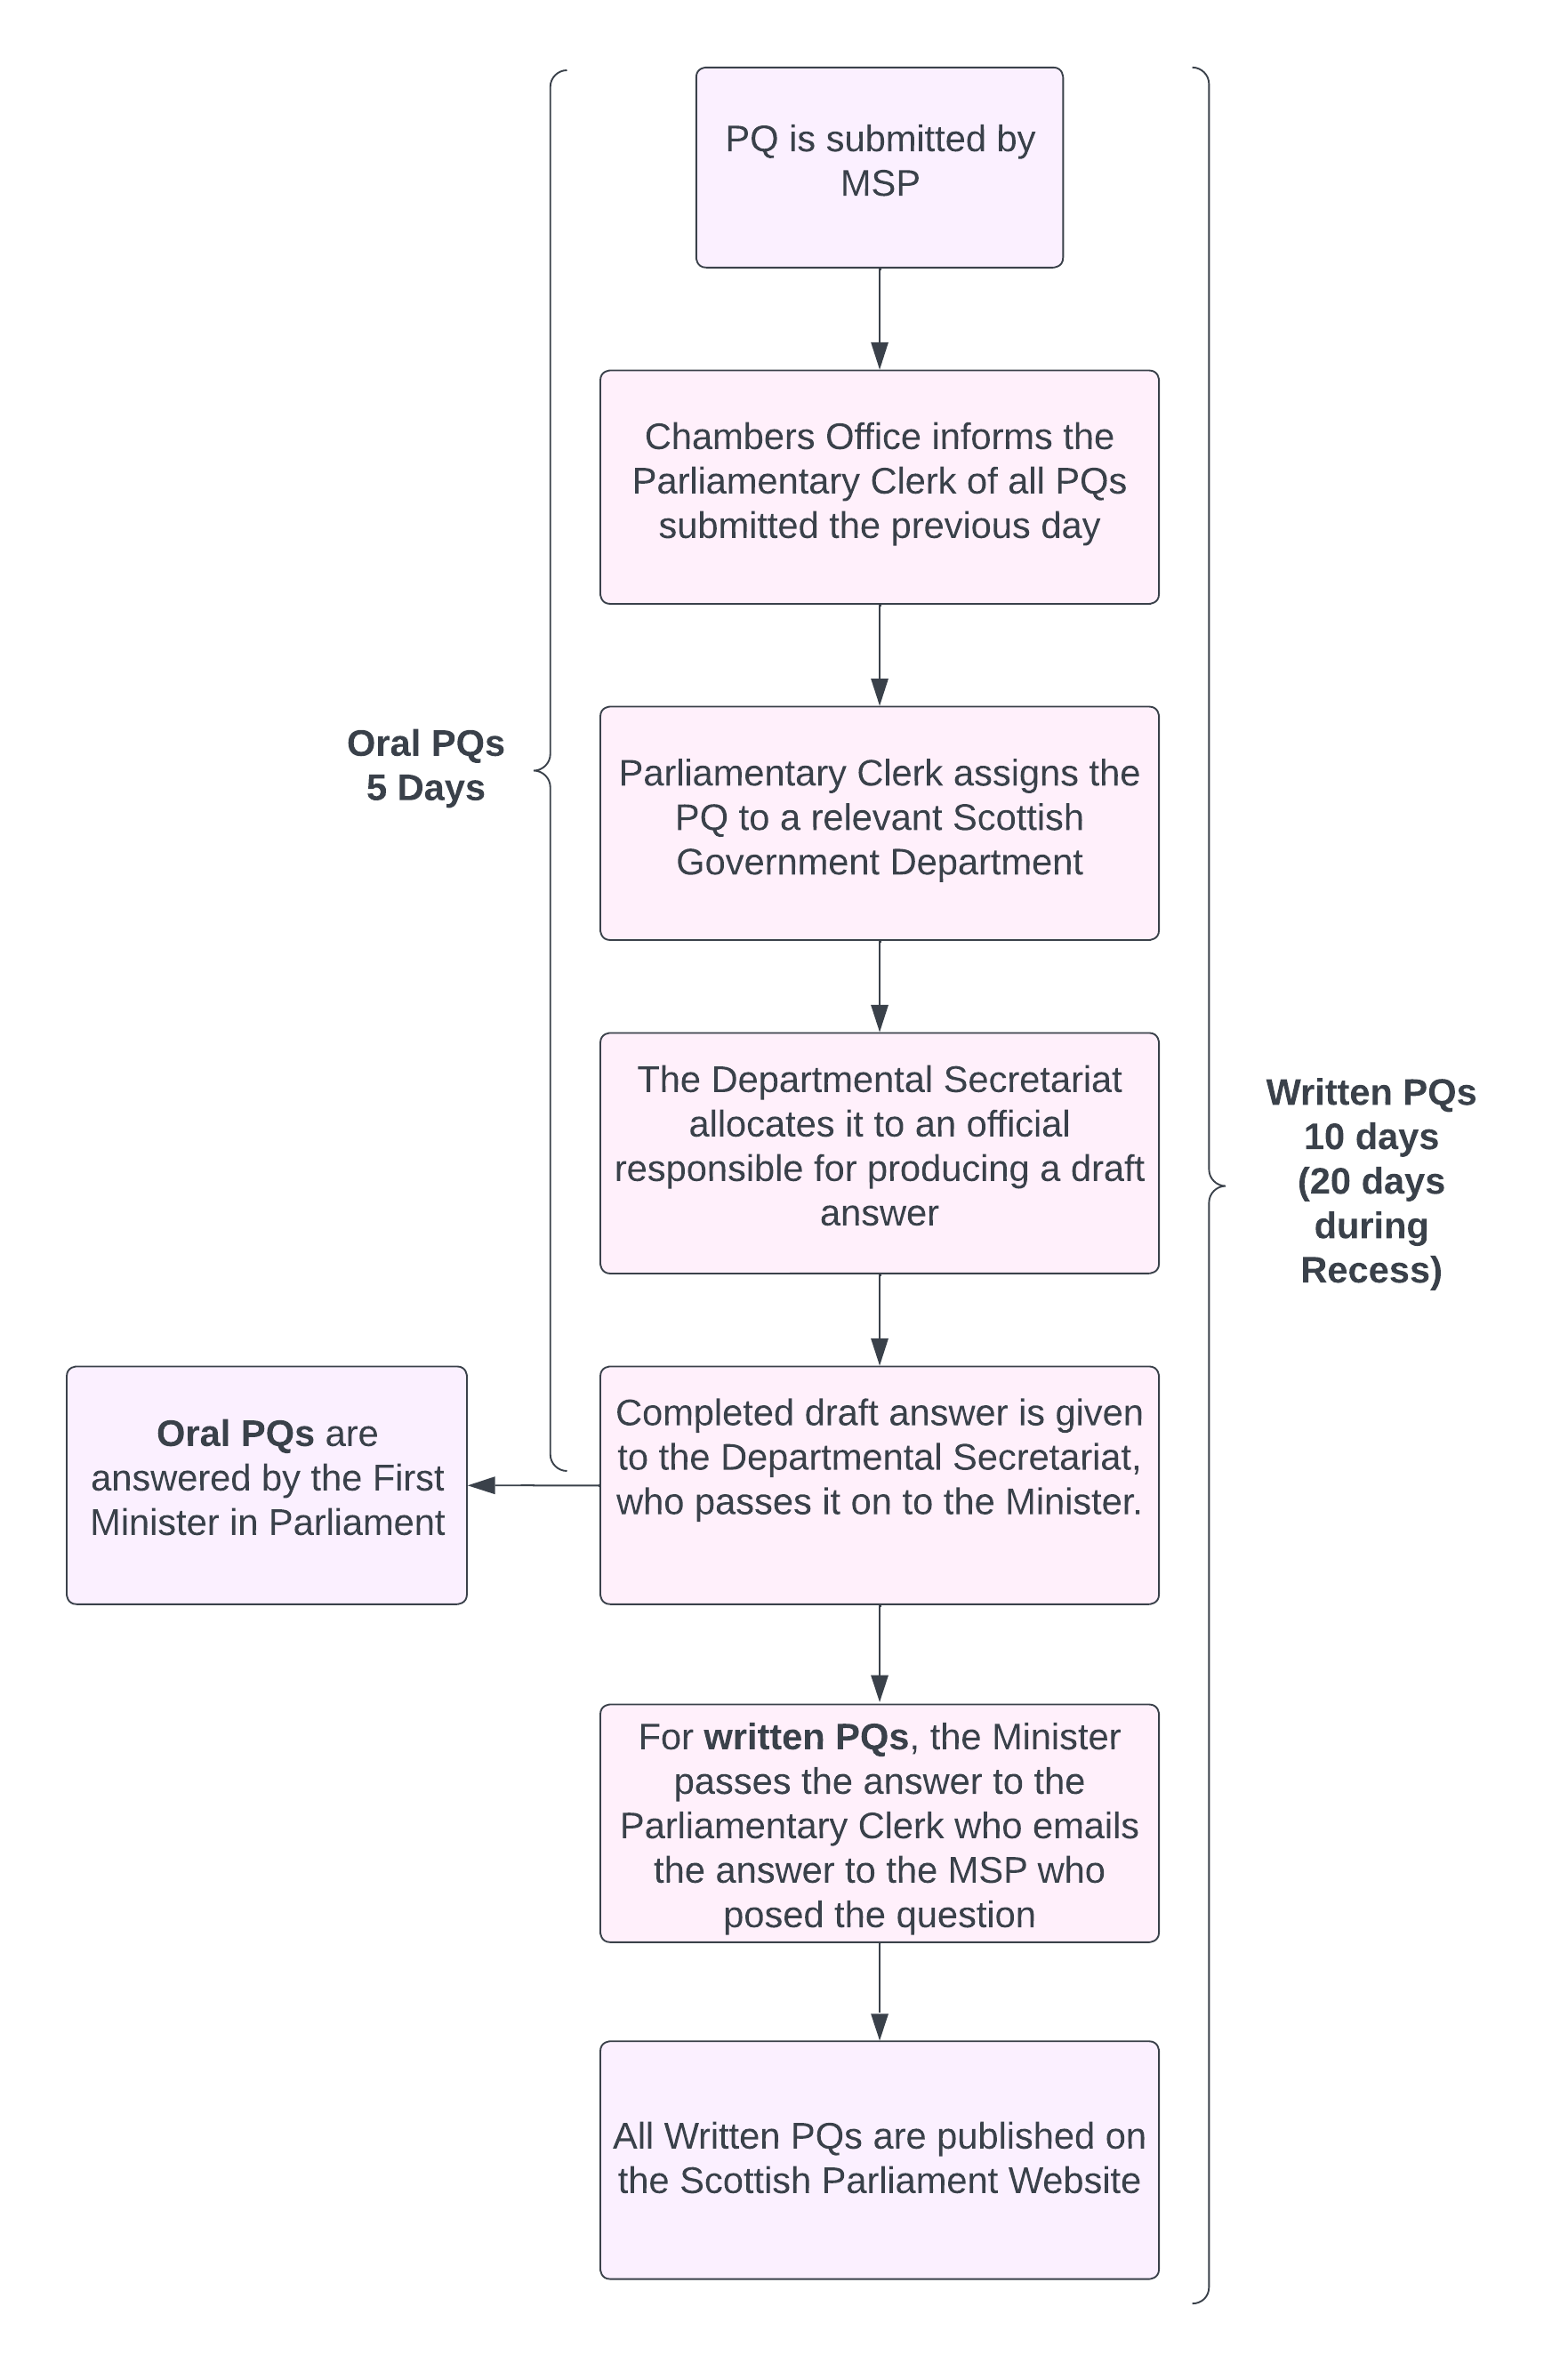 PQ is submitted by
MSP
Chambers Office informs the
Parliamentary Clerk of all PQs
submitted the previous day
Oral PQs
5 Days
Parliamentary Clerk assigns the
PQ to a relevant Scottish
Government Department
The Departmental Secretariat
allocates it to an official
responsible for producing a draft
answer
Written PQs
10 days
(20 days
during
Recess)
Completed draft answer is given
to the Departmental Secretariat,
who passes it on to the Minister.
Oral PQs are
answered by the First
Minister in Parliament
For written PQs, the Minister
passes the answer to the
Parliamentary Clerk who emails
the answer to the MSP who
posed the question
All Written PQs are published on
the Scottish Parliament Website